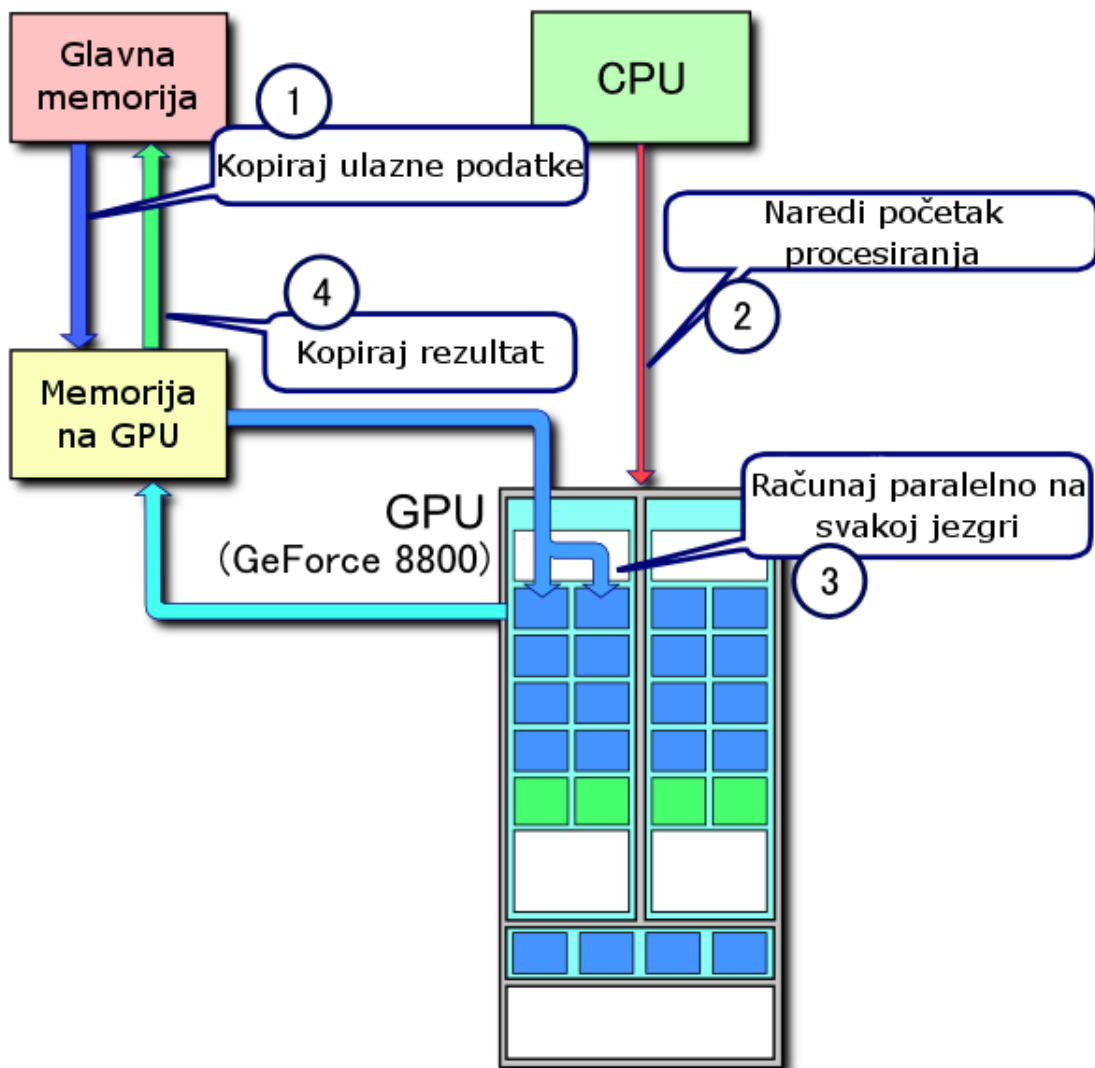 Glavna
memorija
CPU
1
Kopiraj ulazne podatke
Naredi početak
procesiranja
2
4
Kopiraj rezultat
Memorija
na GPU
GPU
(GeForce 8800)
Računaj paralelno na
svakoj jezgri
3